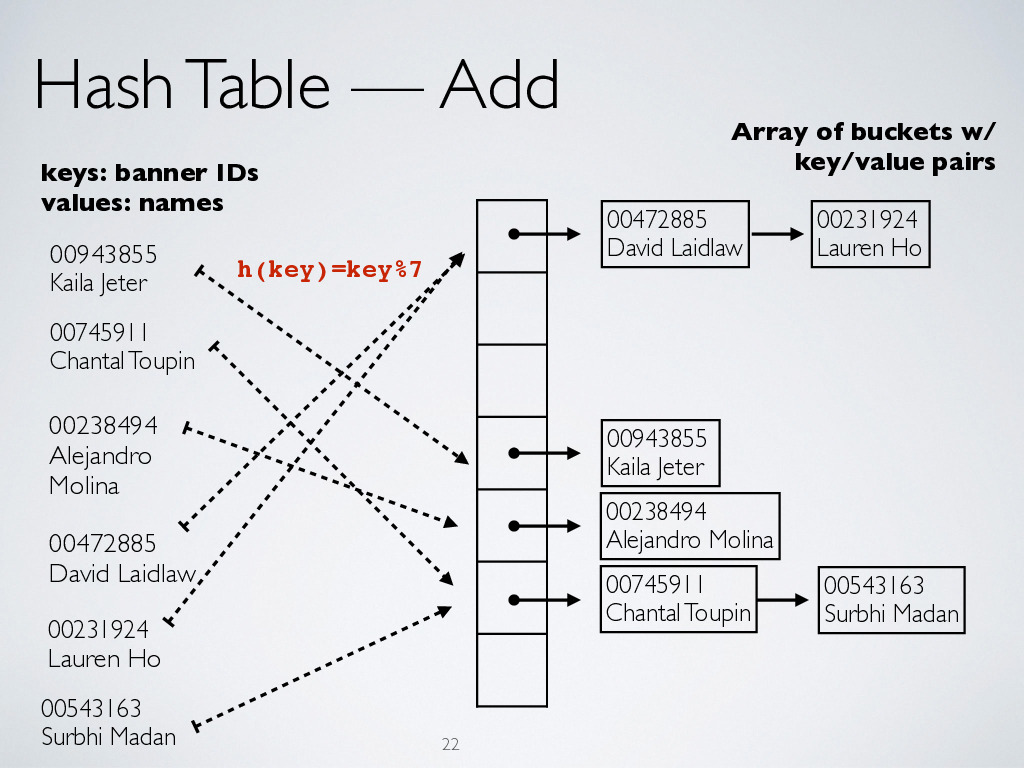 Hash Table — Add
Array of buckets w/
key/value pairs
keys: banner IDs
values: names
h(key)=key%7
00943855
Kaila Jeter
00745911
Chantal Toupin
00238494
Alejandro
Molina
00472885
David Laidlaw
00231924
Lauren Ho
00543163
Surbhi Madan
00472885
David Laidlaw
00231924
Lauren Ho
00943855
Kaila Jeter
00238494
Alejandro Molina
00745911
Chantal Toupin
00543163
Surbhi Madan
22